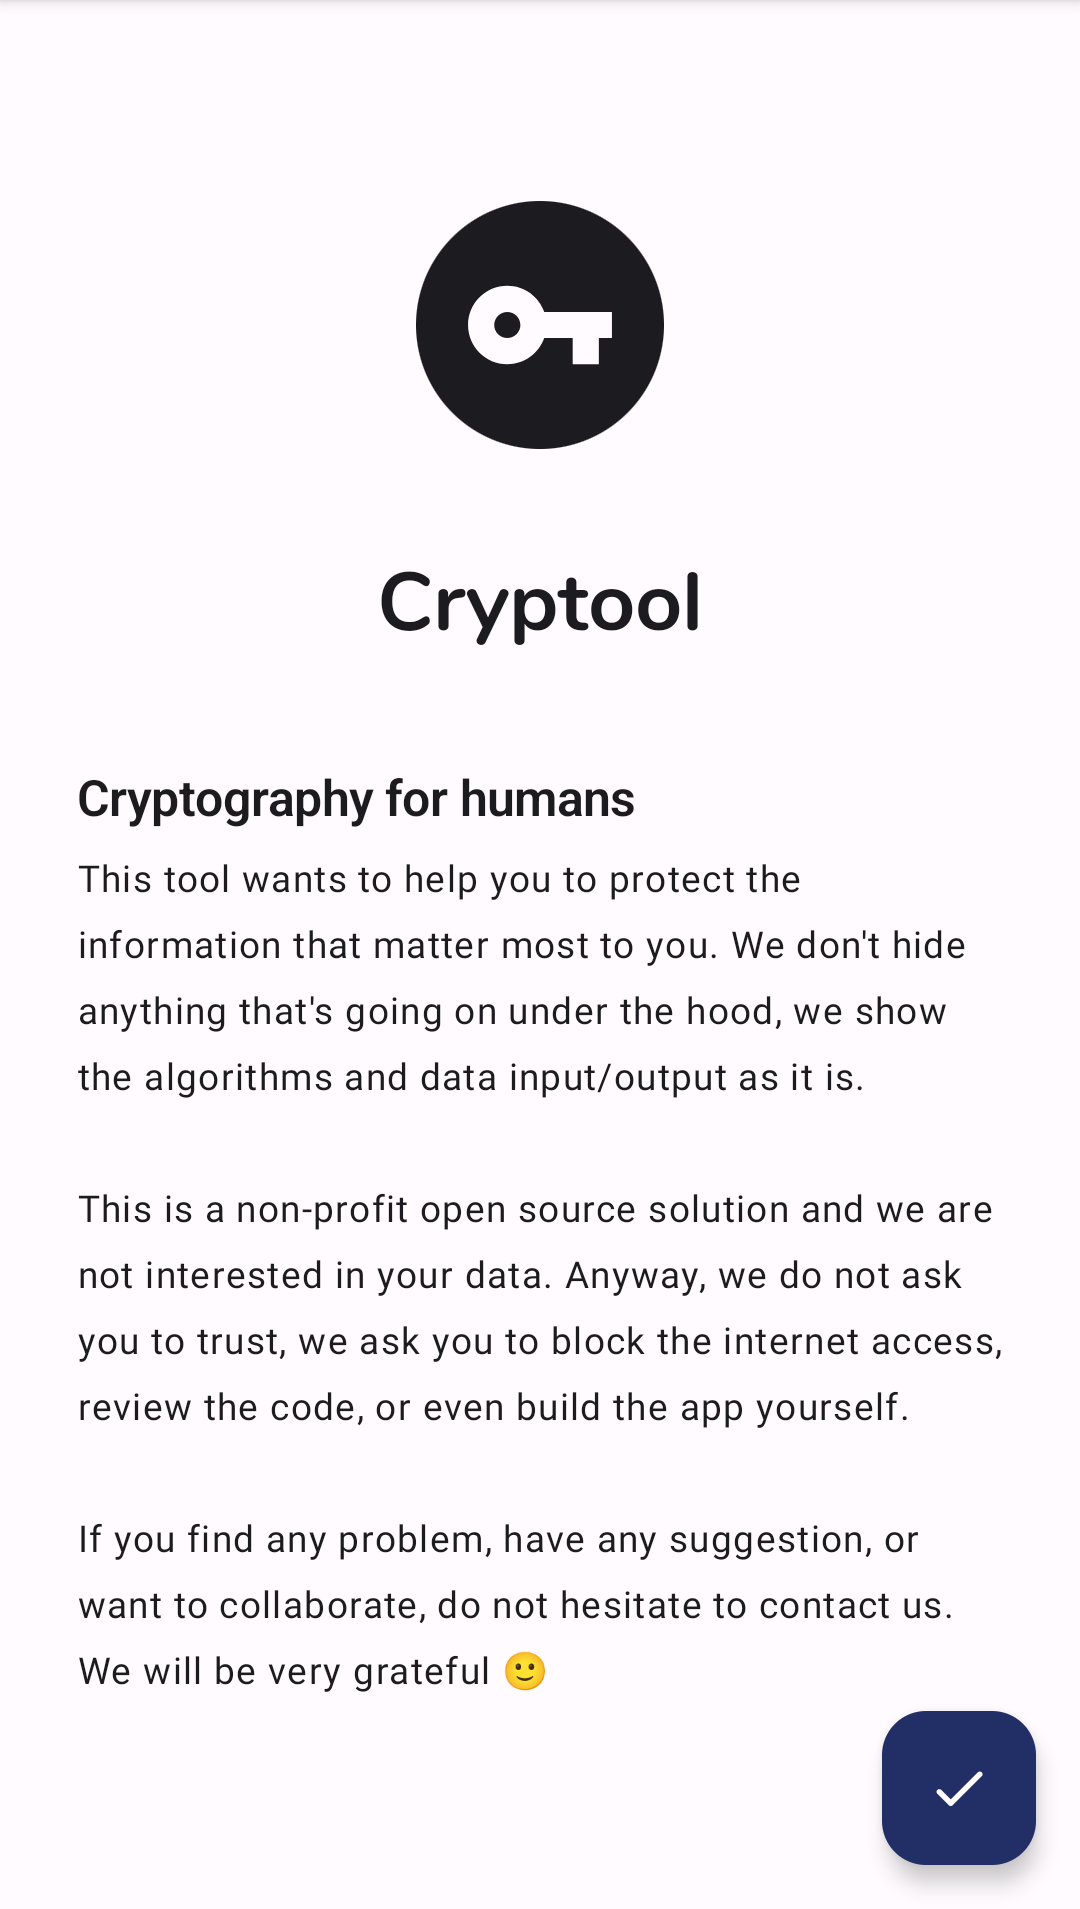 Cryptool
Cryptography for humans
This tool wants to help you to protect the
information that matter most to you. We don't hide
anything that's going on under the hood, we show
the algorithms and data input/output as it is.
This is a non-profit open source solution and we are
not interested in your data. Anyway, we do not ask
you to trust, we ask you to block the internet access,
review the code, or even build the app yourself.
If you find any problem, have any suggestion, or
want to collaborate, do not hesitate to contact us.
We will be very grateful 🙂